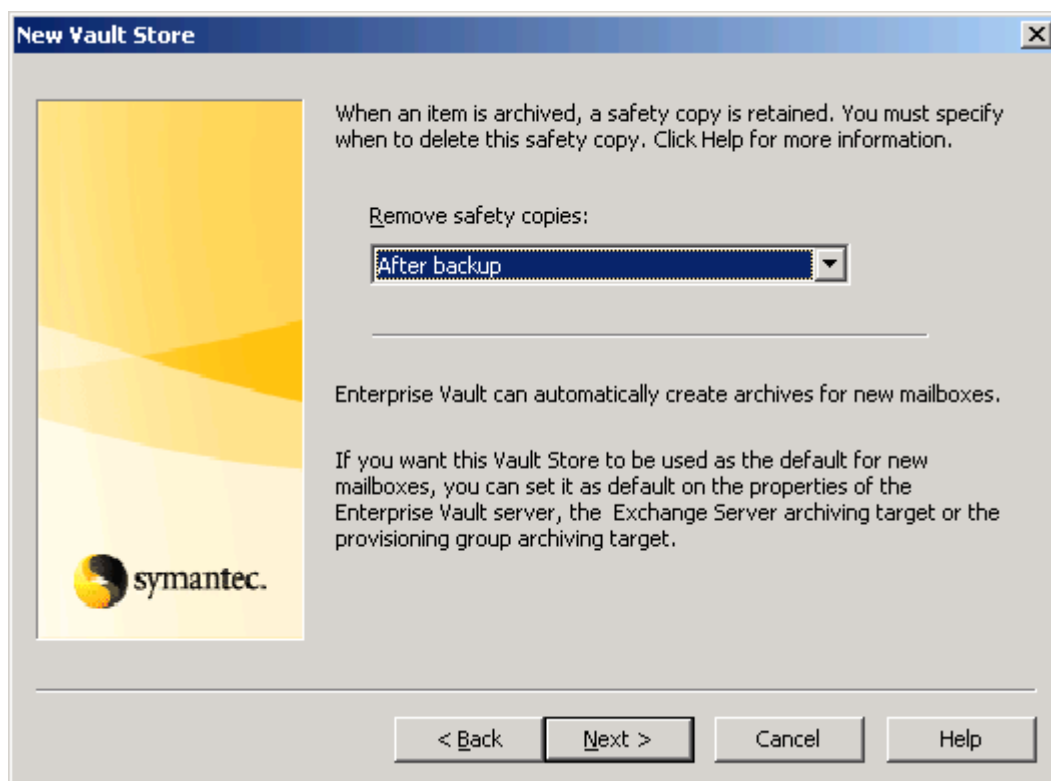 New Vault Store
When an item is archived, a safety copy is retained. You must specify
when to delete this safety copy. Click Help for more information.
Remove safety copies:
After backup
Enterprise Vault can automatically create archives for new mailboxes.
If you want this Vault Store to be used as the default for new
mailboxes, you can set it as default on the properties of the
Enterprise Vault server, the  Exchange Server archiving target or the
provisioning group archiving target.
symantec.
< Back
Next >
Cancel
Help